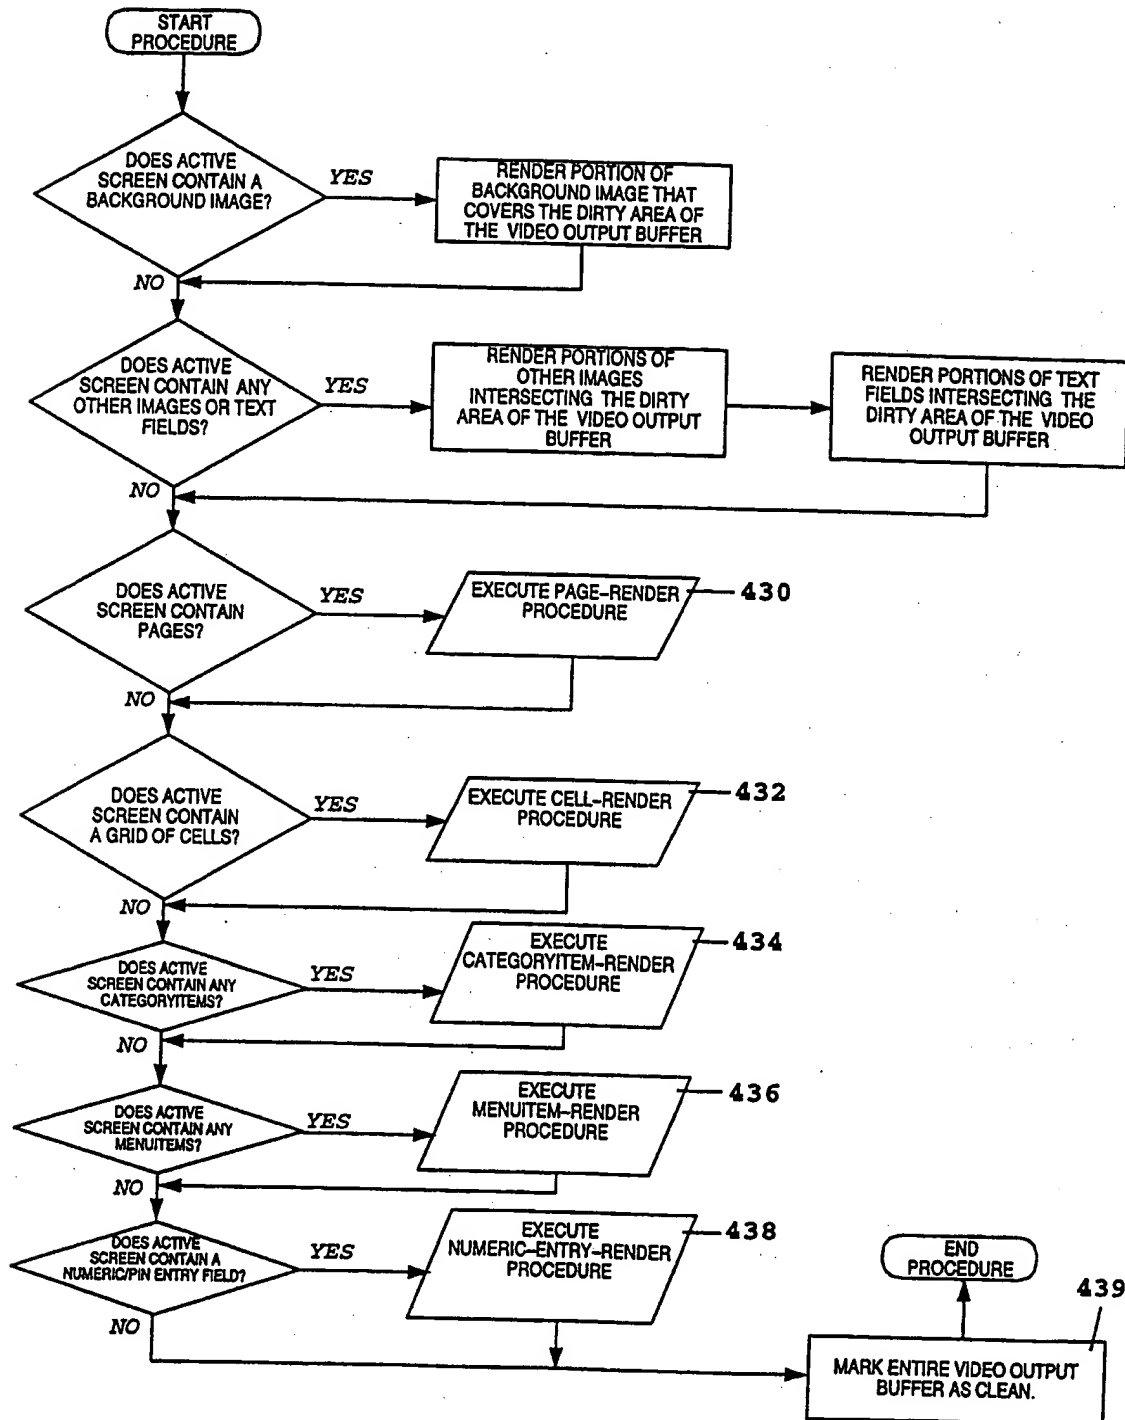 START
PROCEDURE
DOES ACTIVE
SCREEN CONTAIN A
BACKGROUND IMAGE?
YES
RENDER PORTION OF
BACKGROUND IMAGE THAT
COVERS THE DIRTY AREA OF
THE VIDEO OUTPUT BUFFER
NO
DOES ACTIVE
SCREEN CONTAIN ANY
OTHER IMAGES OR TEXT
FIELDS?
YES
RENDER PORTIONS OF
OTHER IMAGES
INTERSECTING THE DIRTY
AREA OF THE VIDEO OUTPUT
BUFFER
RENDER PORTIONS OF TEXT
FIELDS INTERSECTING THE
DIRTY AREA OF THE VIDEO
OUTPUT BUFFER
NO
DOES ACTIVE
SCREEN CONTAIN
PAGES?
YES
EXECUTE PAGE-RENDER
PROCEDURE
430
NO
DOES ACTIVE
SCREEN CONTAIN
A GRID OF CELLS?
YES
EXECUTE CELL-RENDER
PROCEDURE
432
NO
DOES ACTIVE
SCREEN CONTAIN ANY
CATEGORYITEMS?
YES
EXECUTE
CATEGORYITEM-RENDER
PROCEDURE
434
NO
DOES ACTIVE
SCREEN CONTAIN ANY
MENUITEMS?
YES
EXECUTE
MENUITEM-RENDER
PROCEDURE
436
NO
DOES ACTIVE
SCREEN CONTAIN A
NUMERIC/PIN ENTRY FIELD?
YES
EXECUTE
NUMERIC-ENTRY-RENDER
PROCEDURE
438
NO
END
PROCEDURE
439
MARK ENTIRE VIDEO OUTPUT
BUFFER AS CLEAN.